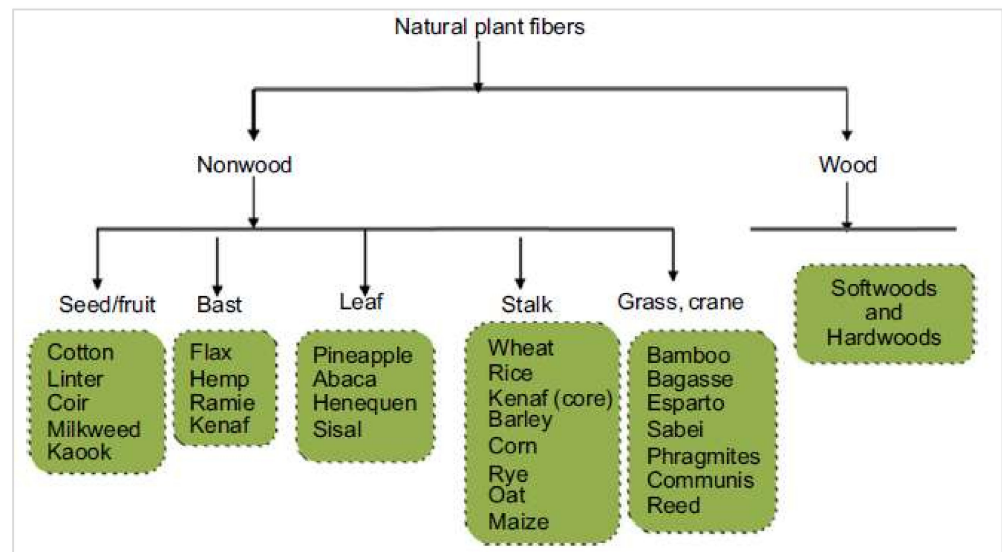 Natural plant fibers
Nonwood
Wood
Seed/fruit
Bast
Leaf
Stalk
Grass, crane
Cotton
Linter
Coir
Milkweed
Kaook
Flax
Hemp
Ramie
Kenaf
Pineapple
Abaca
Henequen
Sisal
Wheat
Rice
Kenaf (core)
Barley
Corn
Rye
Oat
Maize
Bamboo
Bagasse
Esparto
Sabei
Phragmites
Communis
Reed
Softwoods
and
Hardwoods